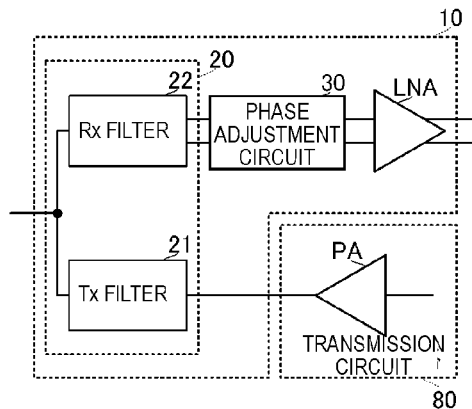 10
20
22
30
LNA
Rx FILTER
PHASE
ADJUSTMENT
CIRCUIT
21
PA
Tx FILTER
TRANSMISSION
CIRCUIT
80